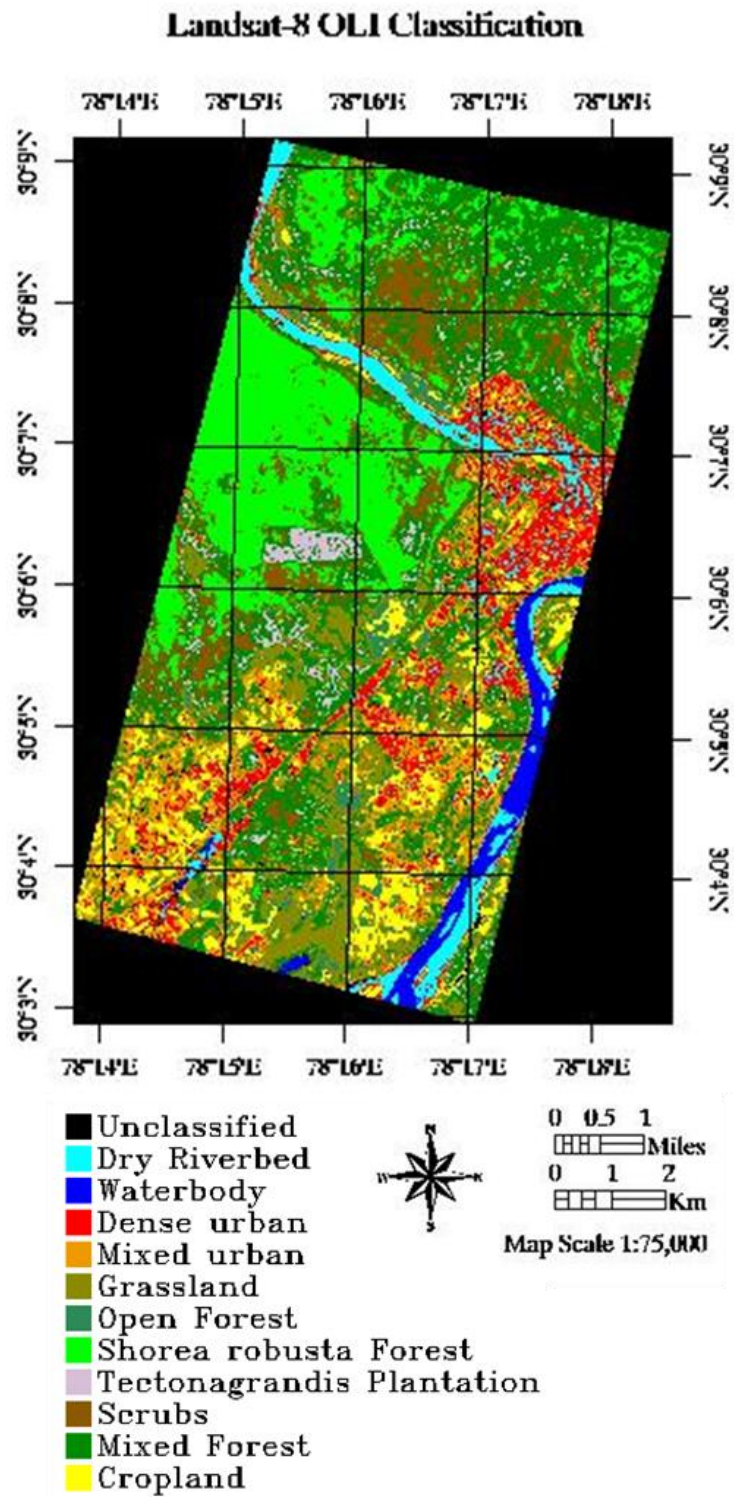 Landsat-8 OLI Classification
78°14'E 78°15'E 78°16'E 78°17'E 78°18'E
30°9'N 30°9'N
30°8'N 30°8'N
30°7'N 30°7'N
30°6'N 30°6'N
30°5'N 30°5'N
30°4'N 30°4'N
30°3'N
78°14'E 78°15'E 78°16'E 78°17'E 78°18'E
Unclassified
Dry Riverbed
Waterbody
Dense urban
Mixed urban
Grassland
Open Forest
Shorea robusta Forest
Tectonagrandis Plantation
Scrubs
Mixed Forest
Cropland
N
W E
S
0 0.5 1
Miles
0 1 2
Km
Map Scale 1:75,000